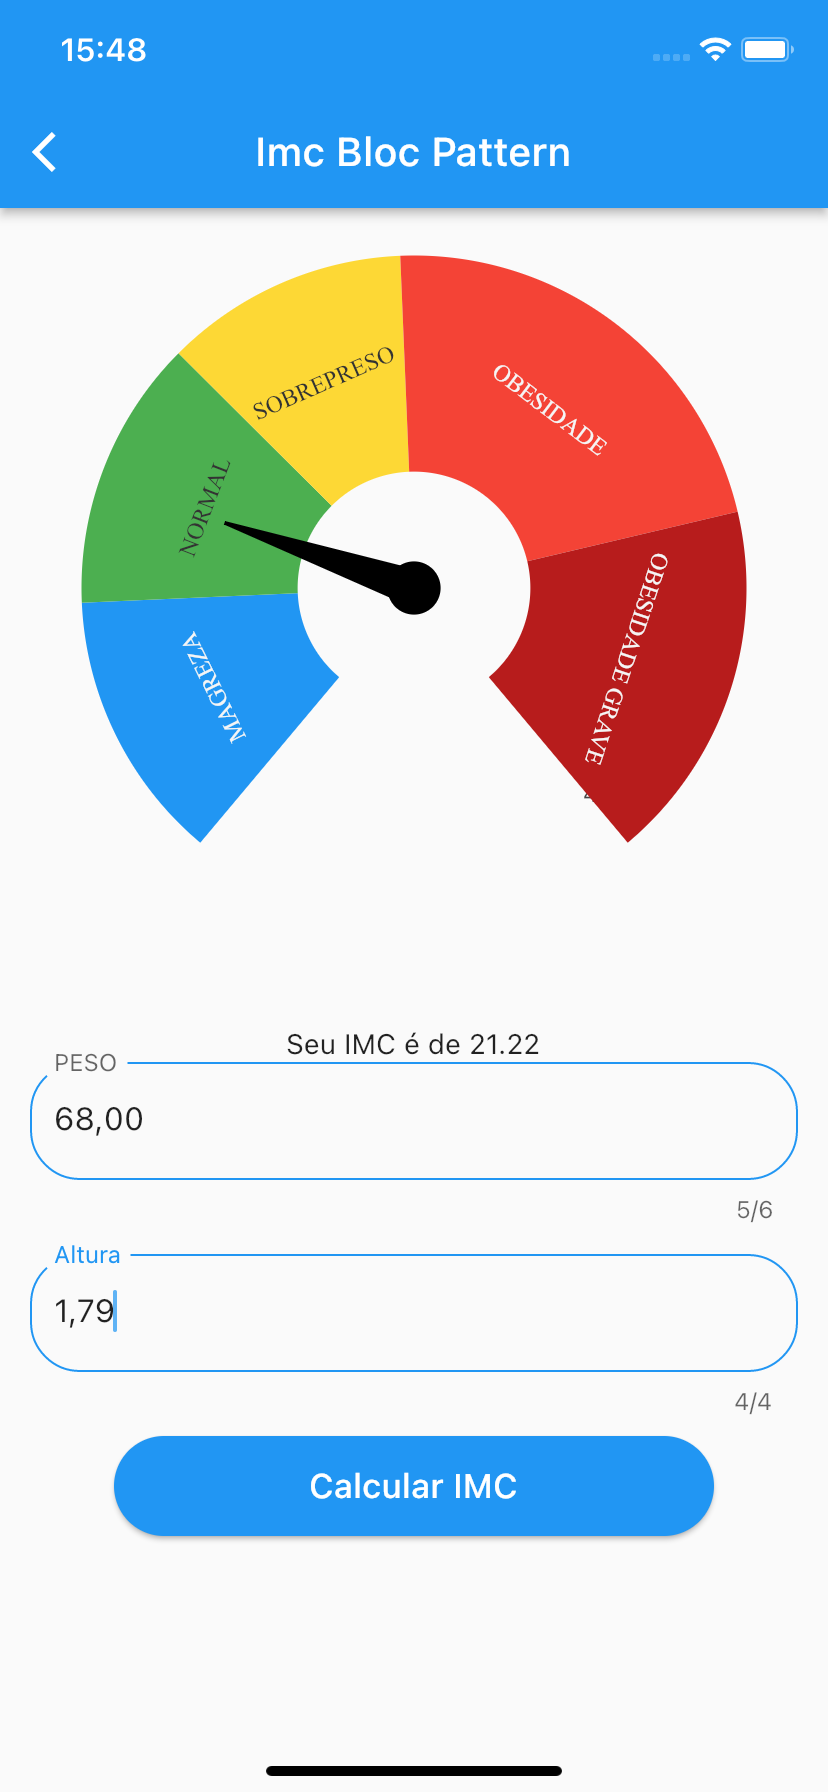 15:48
Imc Bloc Pattern
SOBREPRESO
OBESIDADE
NORMAL
OBESIDADE GRAVE
MAGREZA
Seu IMC é de 21.22
PESO
68,00
5/6
Altura
1,79
4/4
Calcular IMC